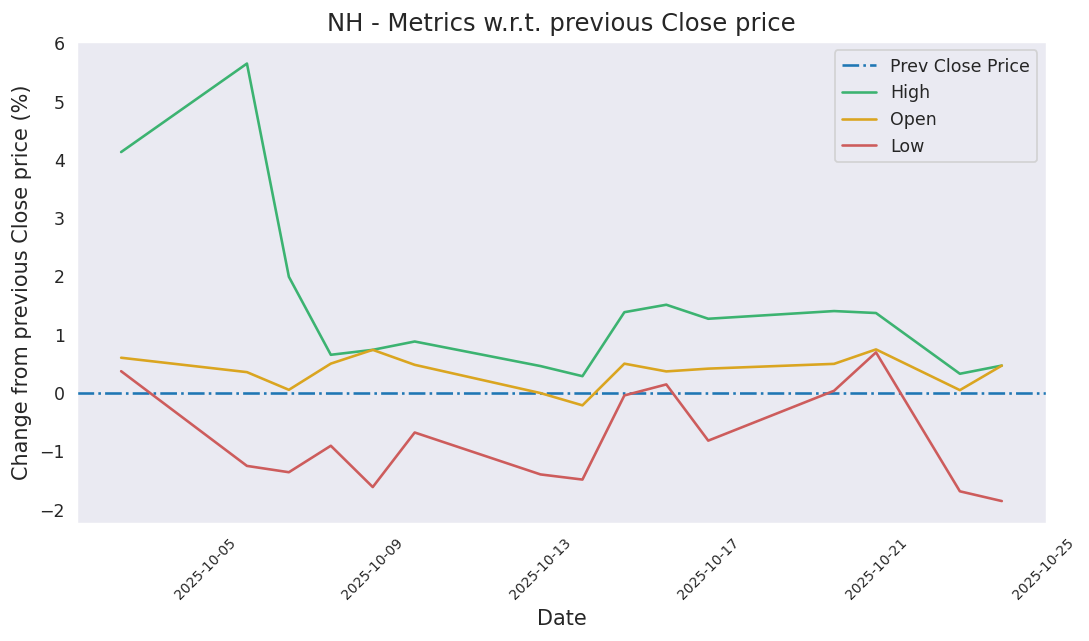 NH - Metrics w.r.t. previous Close price
Change from previous Close price (%)
6
5
4
3
2
1
0
−1
−2
Prev Close Price
High
Open
Low
2025-10-05
2025-10-09
2025-10-13
2025-10-17
2025-10-21
2025-10-25
Date